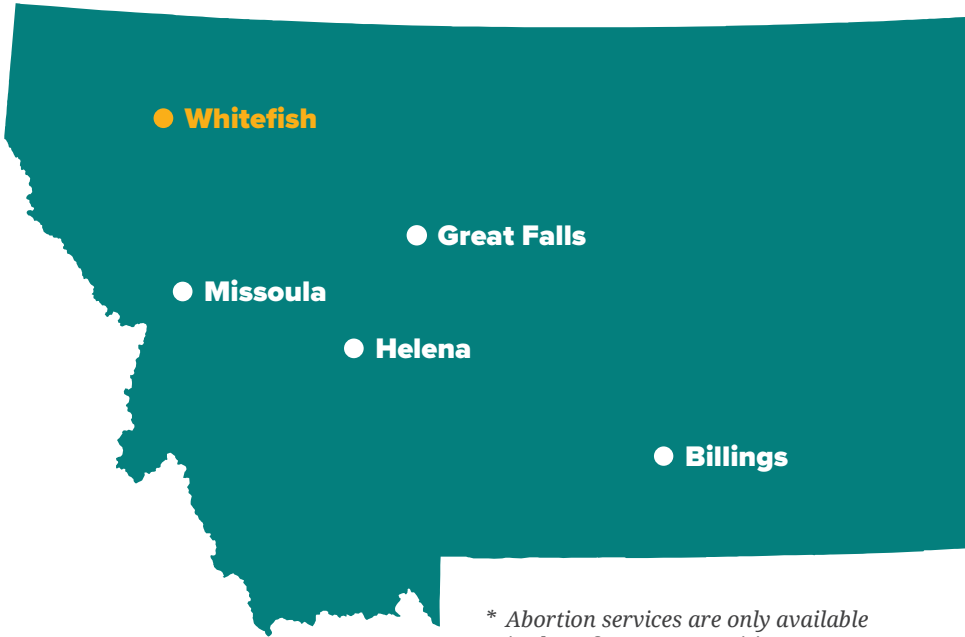 Whitefish
Great Falls
Missoula
Helena
Billings
* Abortion services are only available